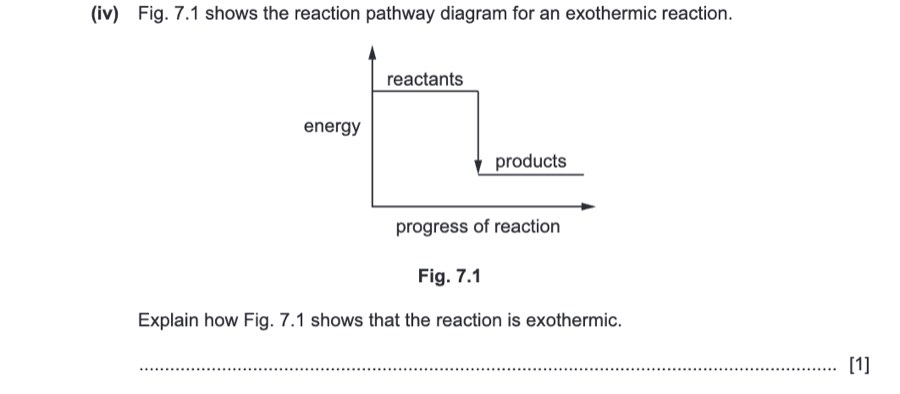 (iv) Fig. 7.1 shows the reaction pathway diagram for an exothermic reaction.
reactants
energy
products
progress of reaction
Fig. 7.1
Explain how Fig. 7.1 shows that the reaction is exothermic.
.......................................................................................................................................... [1]